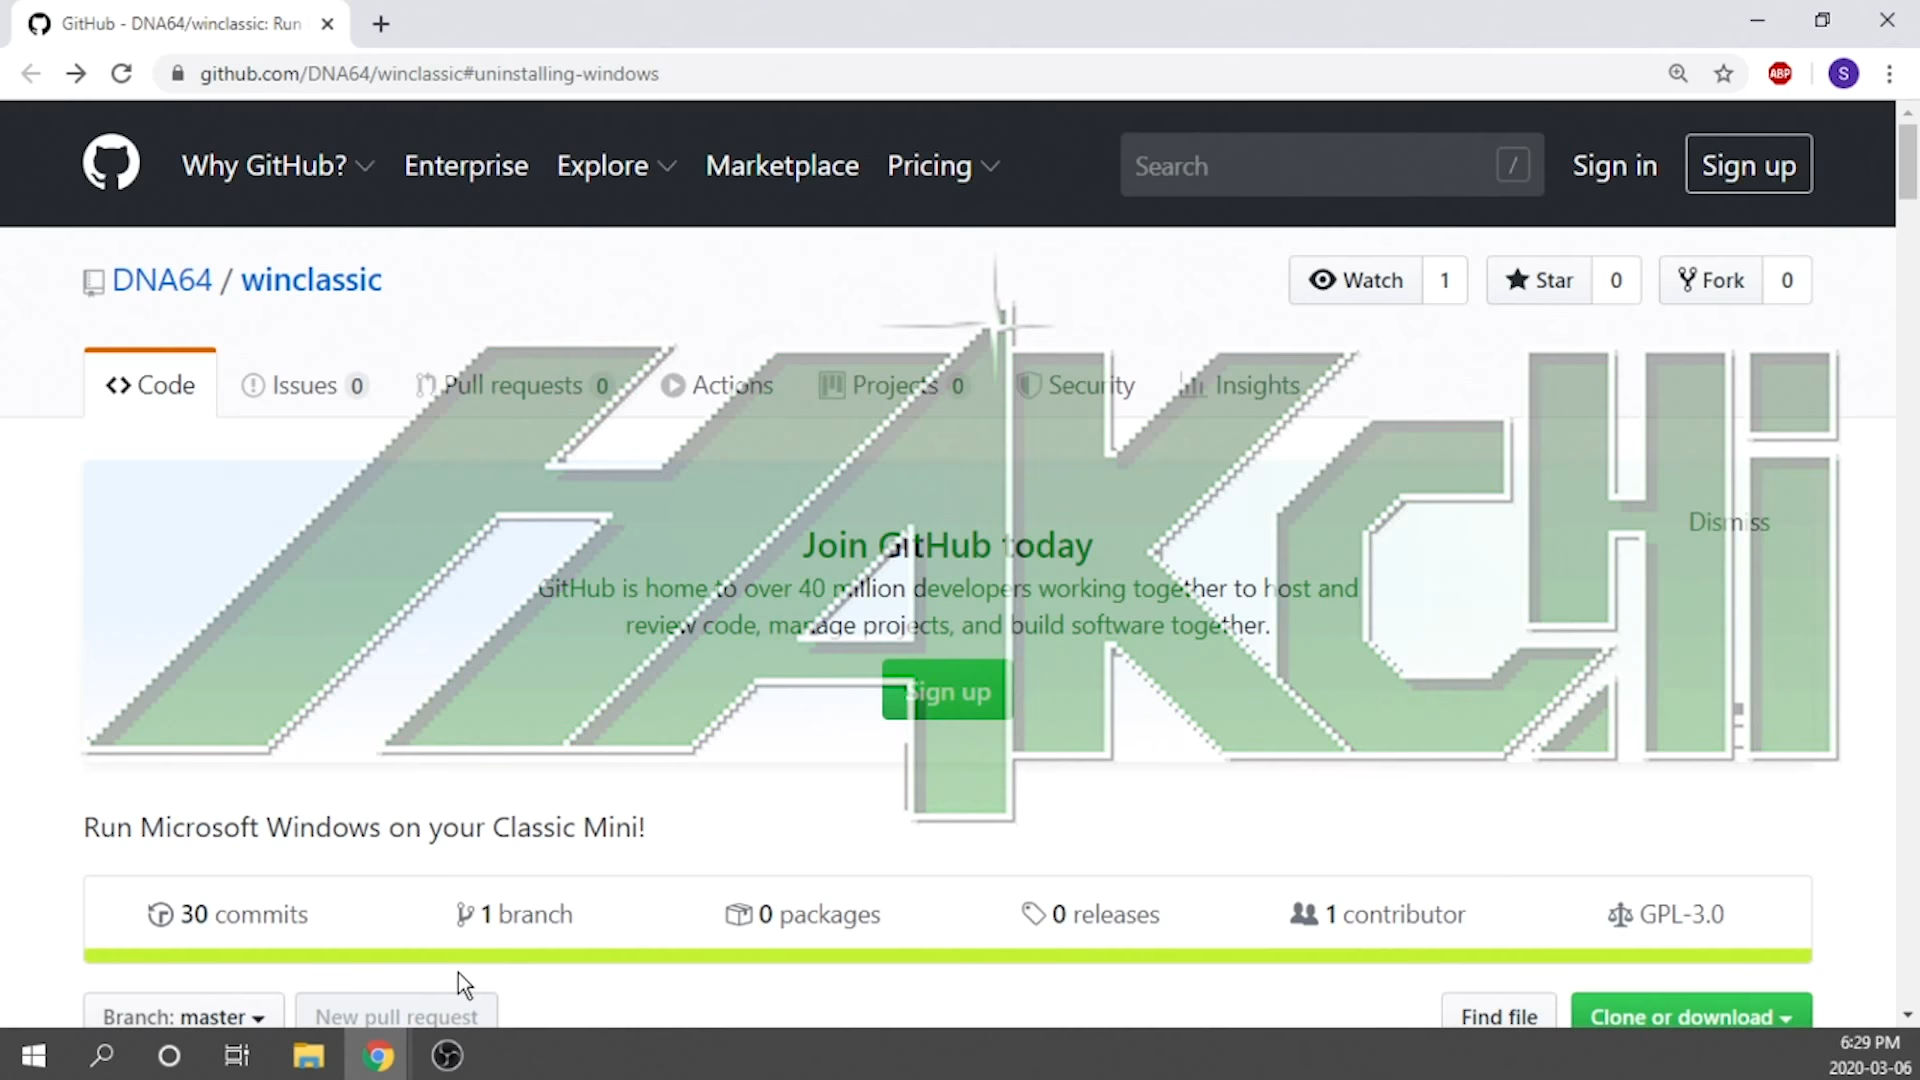 GitHub - DNA64/winclassic: Run
github.com/DNA64/winclassic#uninstalling-windows
ABP
S
Why GitHub? Enterprise Explore Marketplace Pricing
Search /
Sign in
Sign up
DNA64 / winclassic
Watch 1
Star 0
Fork 0
Code
Issues 0
Pull requests 0
Actions
Projects 0
Security
Insights
HAKCHi
Dismiss
Join GitHub today
GitHub is home to over 40 million developers working together to host and
review code, manage projects, and build software together.
Sign up
Run Microsoft Windows on your Classic Mini!
30 commits
1 branch
0 packages
0 releases
1 contributor
GPL-3.0
Branch: master
New pull request
Find file
Clone or download
6:29 PM
2020-03-06